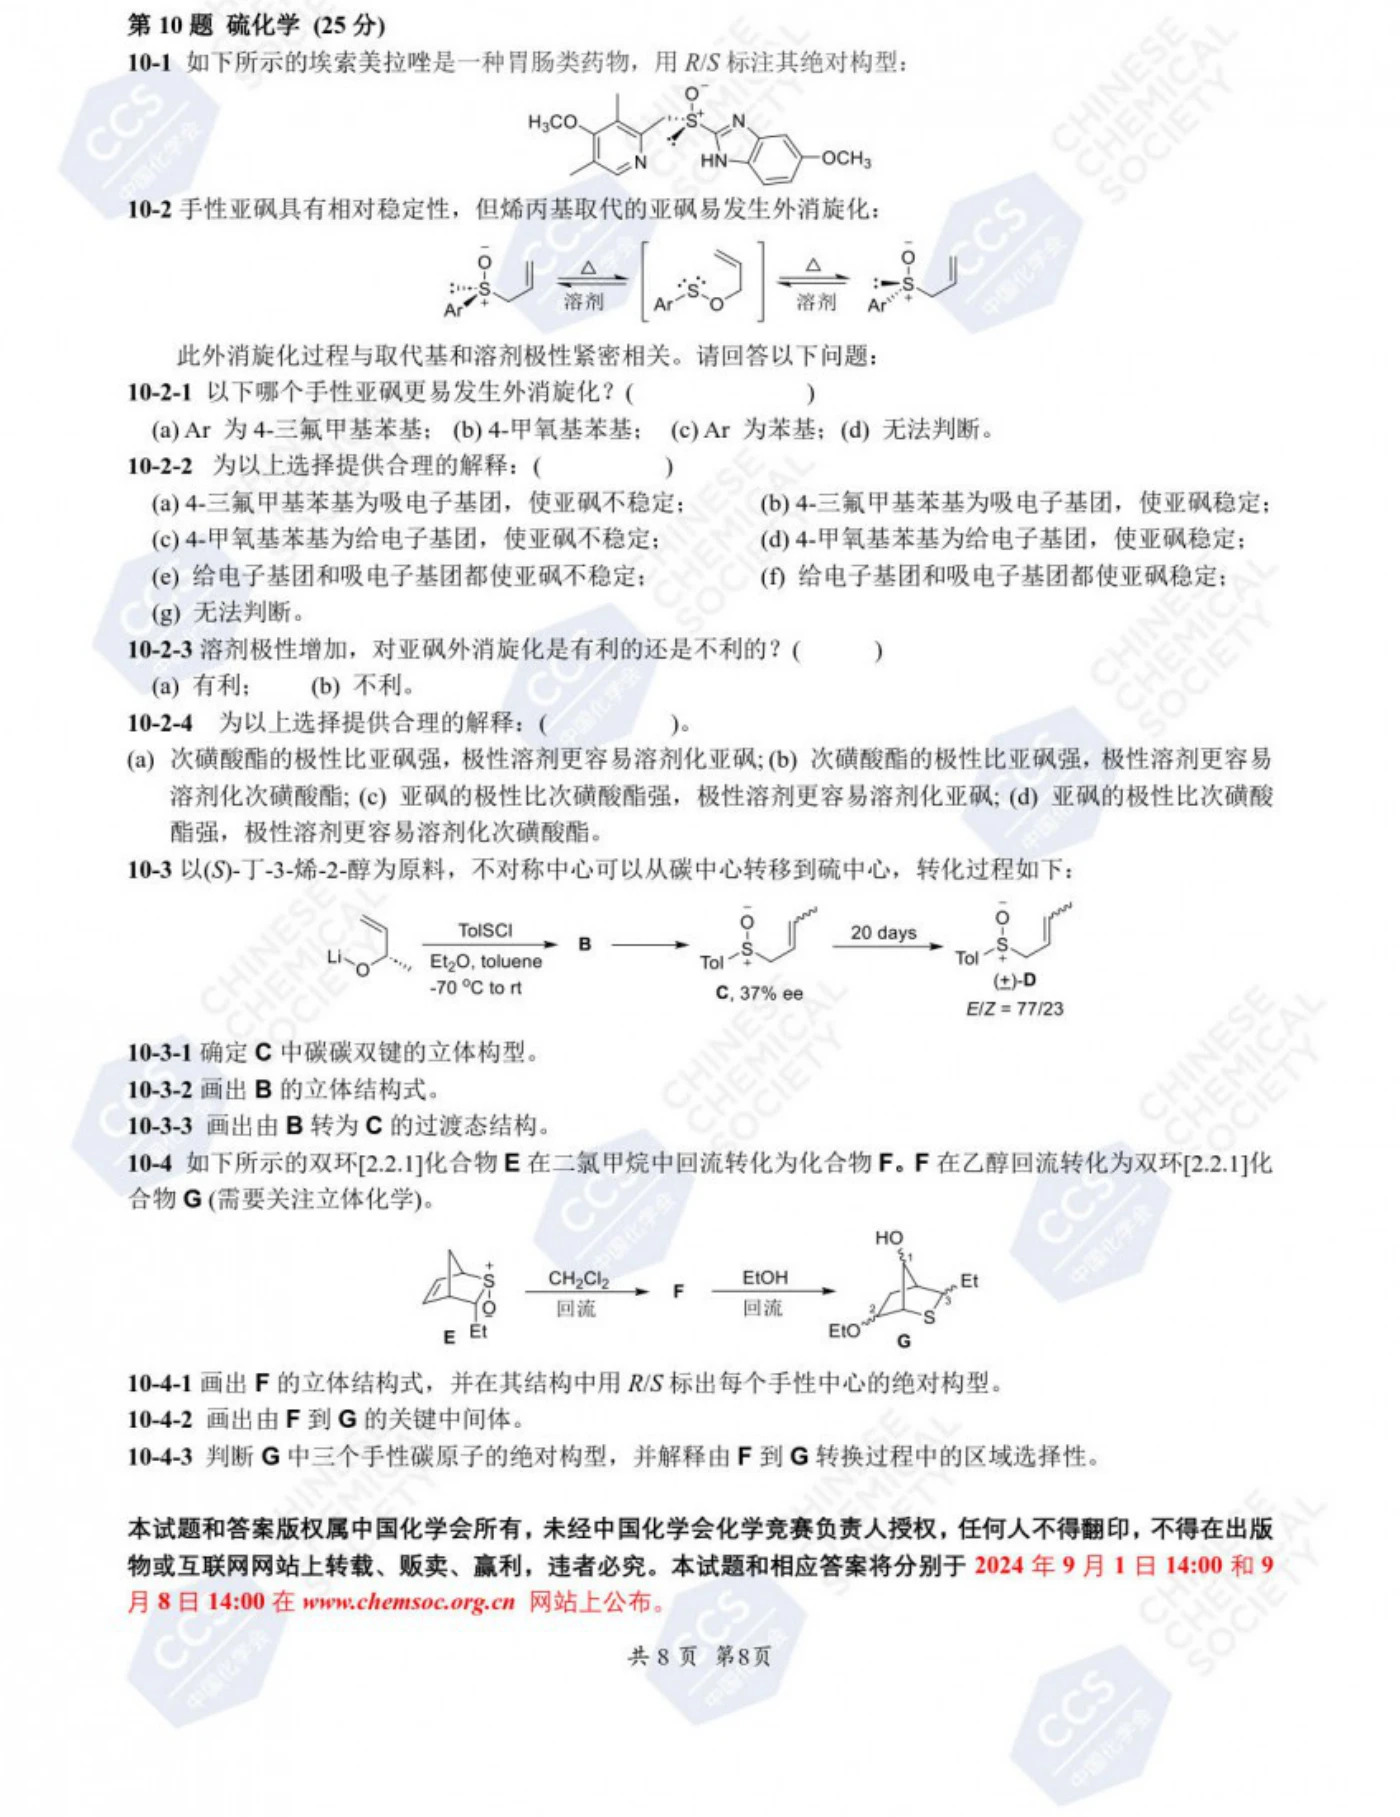 第 10 题 硫化学 (25 分)
10-1 如下所示的埃索美拉唑是一种胃肠类药物，用 R/S 标注其绝对构型：
H₃CO
O⁻
S⁺
N
N
HN
OCH₃
10-2 手性亚砜具有相对稳定性，但烯丙基取代的亚砜易发生外消旋化：
Ar S⁺ O⁻ △ 溶剂 Ar S O △ 溶剂 Ar S⁺ O⁻
此外消旋化过程与取代基和溶剂极性紧密相关。请回答以下问题：
10-2-1 以下哪个手性亚砜更易发生外消旋化？( )
(a) Ar 为 4-三氟甲基苯基； (b) 4-甲氧基苯基； (c) Ar 为苯基；(d) 无法判断。
10-2-2 为以上选择提供合理的解释：( )
(a) 4-三氟甲基苯基为吸电子基团，使亚砜不稳定； (b) 4-三氟甲基苯基为吸电子基团，使亚砜稳定；
(c) 4-甲氧基苯基为给电子基团，使亚砜不稳定； (d) 4-甲氧基苯基为给电子基团，使亚砜稳定；
(e) 给电子基团和吸电子基团都使亚砜不稳定； (f) 给电子基团和吸电子基团都使亚砜稳定；
(g) 无法判断。
10-2-3 溶剂极性增加，对亚砜外消旋化是有利的还是不利的？( )
(a) 有利； (b) 不利。
10-2-4 为以上选择提供合理的解释：( )。
(a) 次磺酸酯的极性比亚砜强，极性溶剂更容易溶剂化亚砜; (b) 次磺酸酯的极性比亚砜强，极性溶剂更容易
溶剂化次磺酸酯; (c) 亚砜的极性比次磺酸酯强，极性溶剂更容易溶剂化亚砜; (d) 亚砜的极性比次磺酸
酯强，极性溶剂更容易溶剂化次磺酸酯。
10-3 以(S)-丁-3-烯-2-醇为原料，不对称中心可以从碳中心转移到硫中心，转化过程如下：
Li O
TolSCl
Et₂O, toluene
-70 ⁰C to rt
B
Tol S⁺ O⁻
C, 37% ee
20 days
Tol S⁺ O⁻
(±)-D
E/Z = 77/23
10-3-1 确定 C 中碳碳双键的立体构型。
10-3-2 画出 B 的立体结构式。
10-3-3 画出由 B 转为 C 的过渡态结构。
10-4 如下所示的双环[2.2.1]化合物 E 在二氯甲烷中回流转化为化合物 F。F 在乙醇回流转化为双环[2.2.1]化
合物 G (需要关注立体化学)。
S⁺
O⁻
Et
E
CH₂Cl₂
回流
F
EtOH
回流
HO
1
Et
2
3
S
EtO
G
10-4-1 画出 F 的立体结构式，并在其结构中用 R/S 标出每个手性中心的绝对构型。
10-4-2 画出由 F 到 G 的关键中间体。
10-4-3 判断 G 中三个手性碳原子的绝对构型，并解释由 F 到 G 转换过程中的区域选择性。
本试题和答案版权属中国化学会所有，未经中国化学会化学竞赛负责人授权，任何人不得翻印，不得在出版
物或互联网网站上转载、贩卖、赢利，违者必究。本试题和相应答案将分别于 2024 年 9 月 1 日 14:00 和 9
月 8 日 14:00 在 www.chemsoc.org.cn 网站上公布。
共 8 页 第8页
CCS
中国化学会
CHINESE
CHEMICAL
SOCIETY